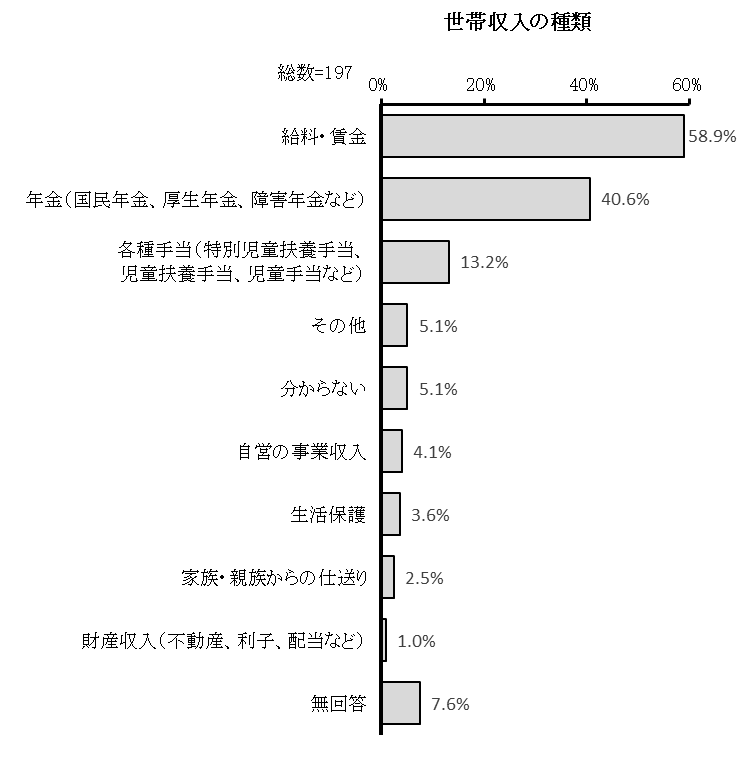 世帯収入の種類
総数=197
0% 20% 40% 60%
給料・賃金 58.9%
年金（国民年金、厚生年金、障害年金など） 40.6%
各種手当（特別児童扶養手当、
児童扶養手当、児童手当など） 13.2%
その他 5.1%
分からない 5.1%
自営の事業収入 4.1%
生活保護 3.6%
家族・親族からの仕送り 2.5%
財産収入（不動産、利子、配当など） 1.0%
無回答 7.6%